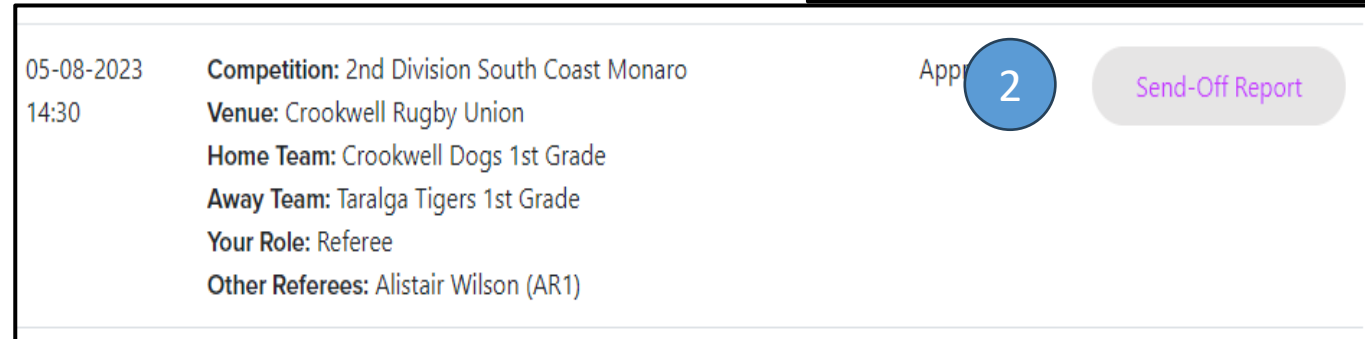 05-08-2023
14:30
Competition: 2nd Division South Coast Monaro
Venue: Crookwell Rugby Union
Home Team: Crookwell Dogs 1st Grade
Away Team: Taralga Tigers 1st Grade
Your Role: Referee
Other Referees: Alistair Wilson (AR1)
2
Send-Off Report